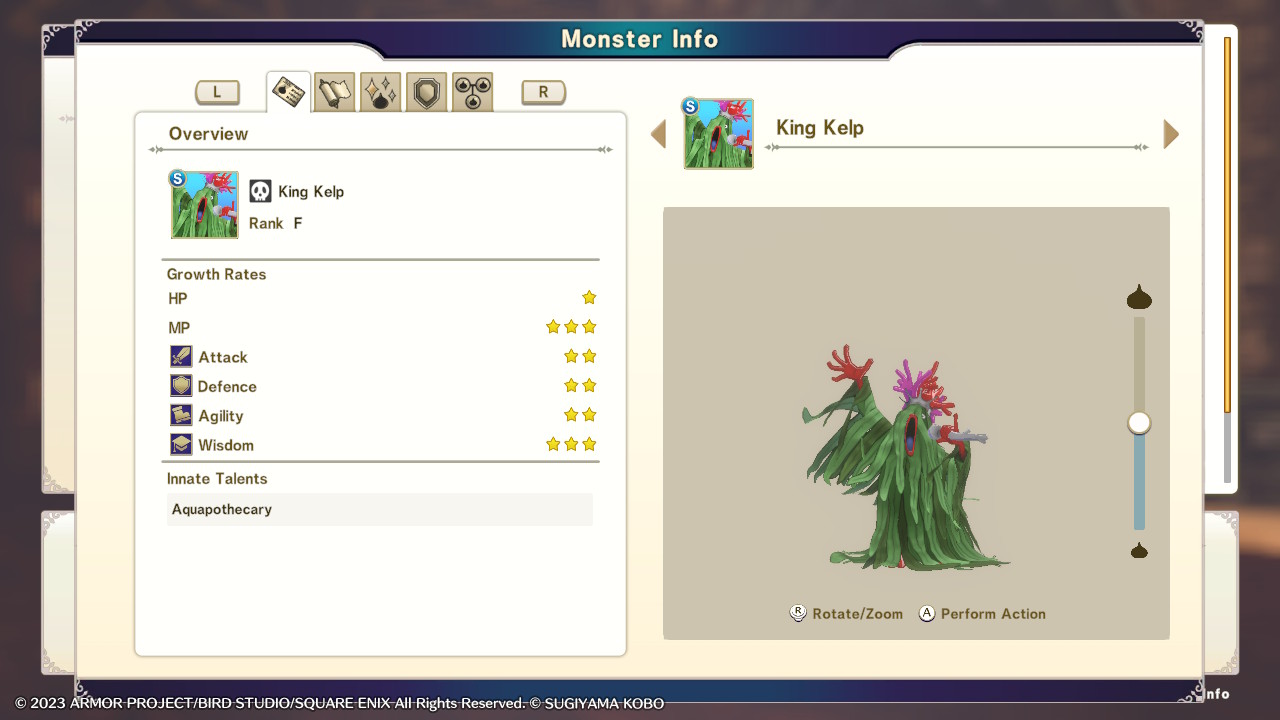 Monster Info
L
R
Overview
S
King Kelp
Rank F
Growth Rates
HP
MP
Attack
Defence
Agility
Wisdom
Innate Talents
Aquapothecary
S
King Kelp
R Rotate/Zoom A Perform Action
Info
© 2023 ARMOR PROJECT/BIRD STUDIO/SQUARE ENIX All Rights Reserved. © SUGIYAMA KOBO